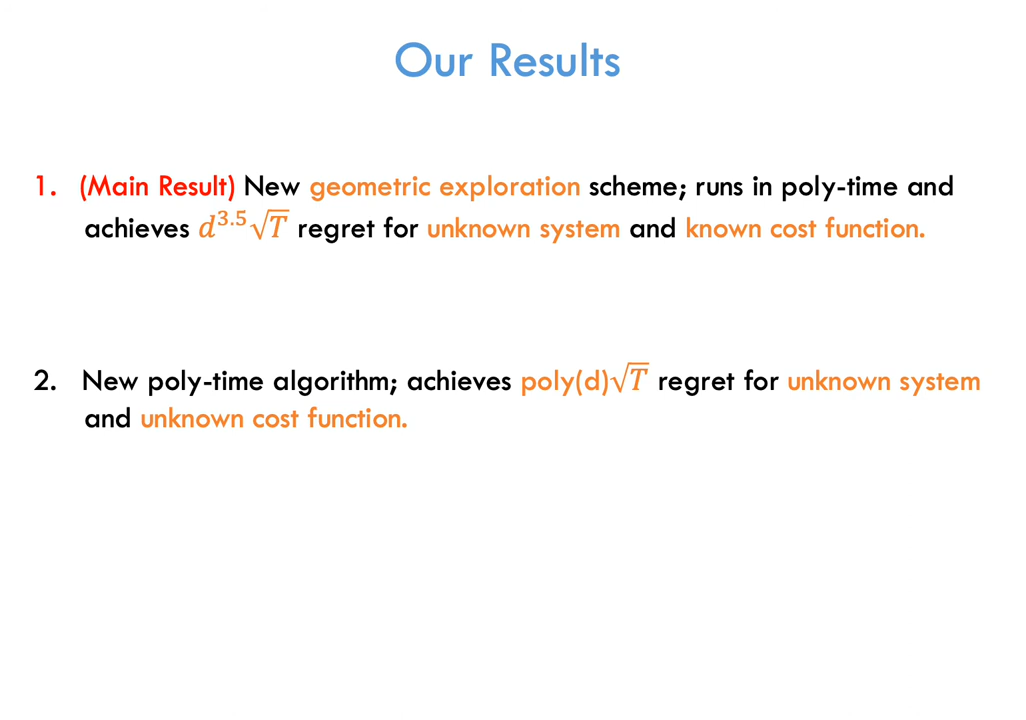 Our Results
1. (Main Result) New geometric exploration scheme; runs in poly-time and
achieves $d^{3.5}\sqrt{T}$ regret for unknown system and known cost function.
2. New poly-time algorithm; achieves poly(d)$\sqrt{T}$ regret for unknown system
and unknown cost function.